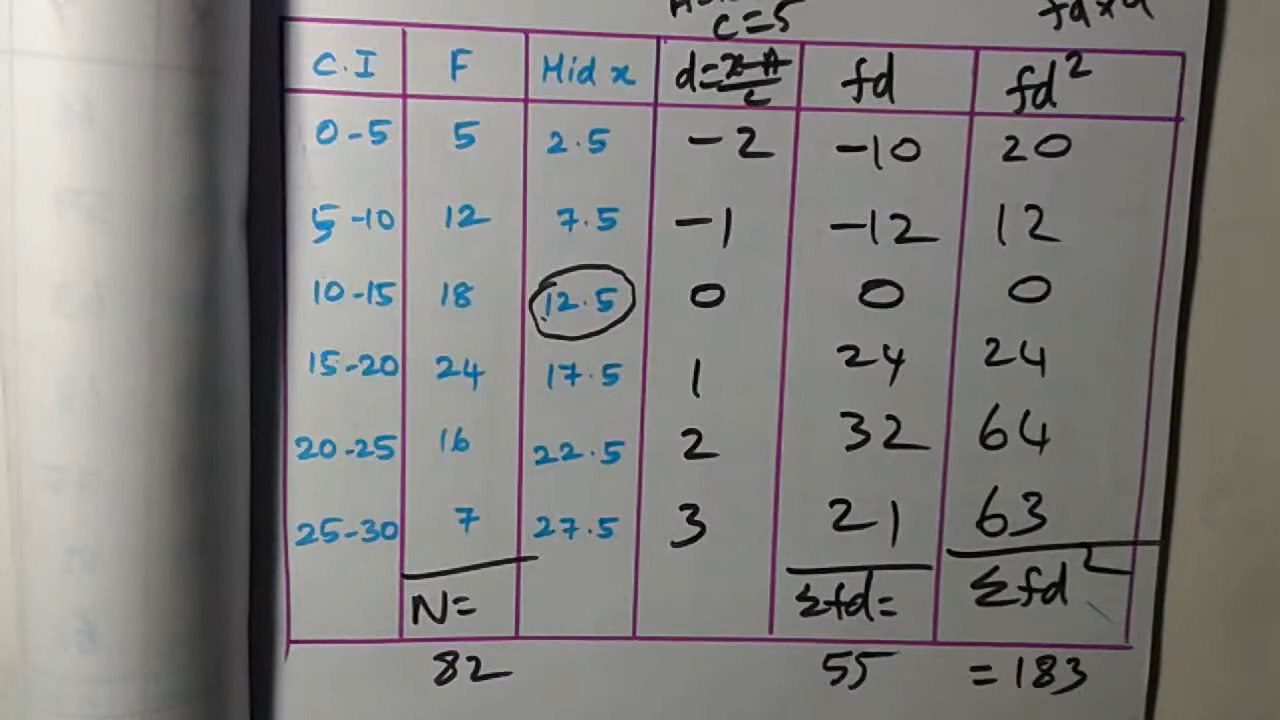 c=5
C.I F Mid x d=x-A/c fd fd²
0-5 5 2.5 -2 -10 20
5-10 12 7.5 -1 -12 12
10-15 18 12.5 0 0 0
15-20 24 17.5 1 24 24
20-25 16 22.5 2 32 64
25-30 7 27.5 3 21 63
N= Σfd= Σfd²
82 55 =183